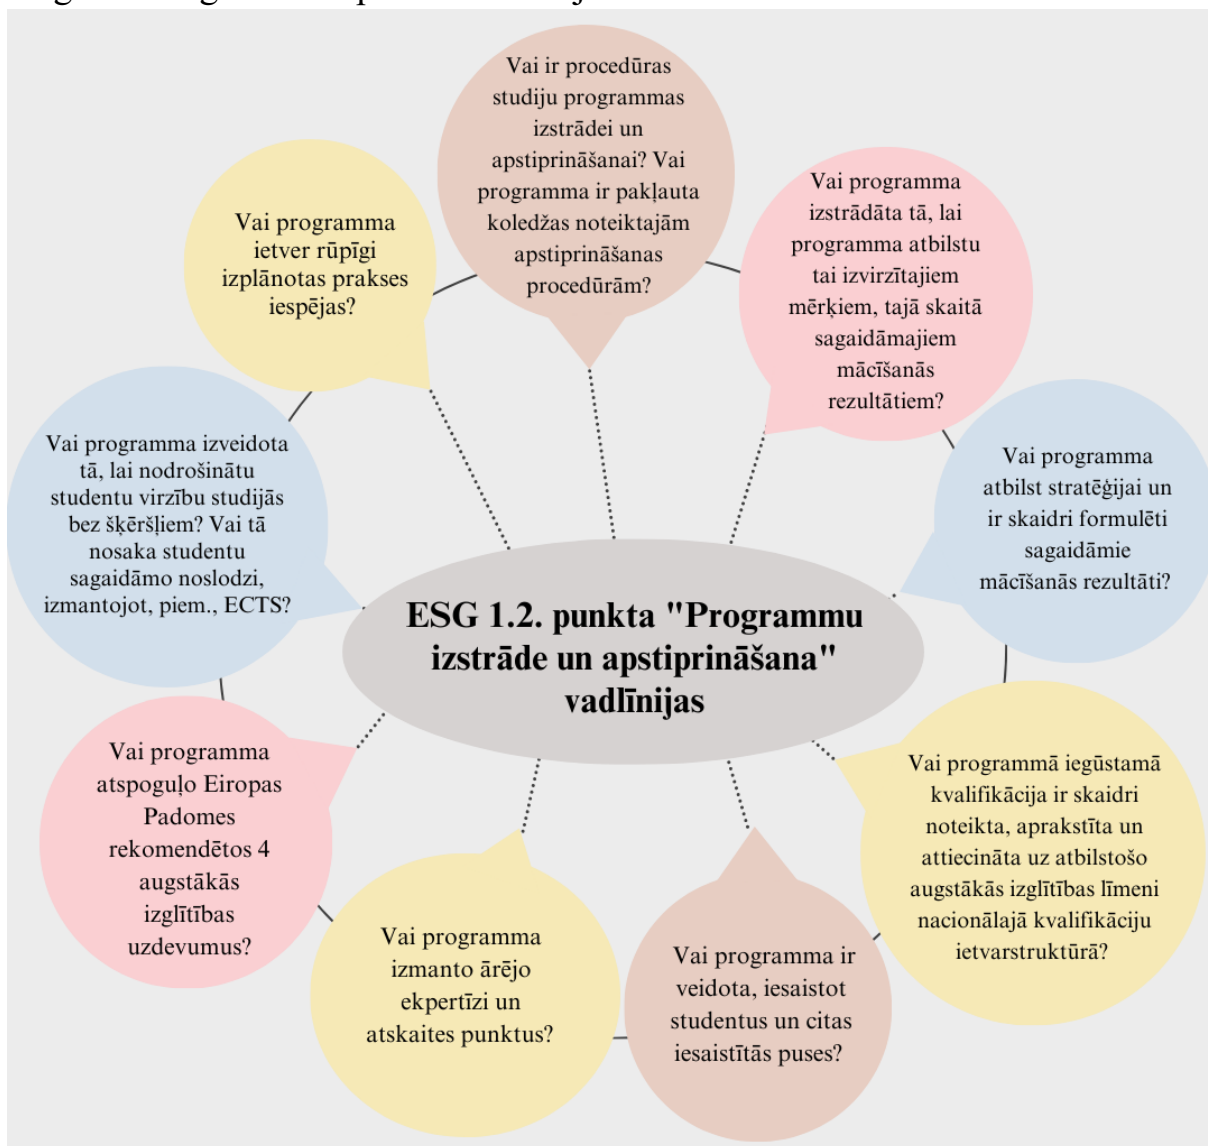 Vai ir procedūras
studiju programmas
izstrādei un
apstiprināšanai? Vai
programma ir pakļauta
koledžas noteiktajām
apstiprināšanas
procedūrām?
Vai programma
izstrādāta tā, lai
programma atbilstu
tai izvirzītajiem
mērķiem, tajā skaitā
sagaidāmajiem
mācīšanās
rezultātiem?
Vai programma
atbilst stratēģijai un
ir skaidri formulēti
sagaidāmie
mācīšanās rezultāti?
Vai programmā iegūstamā
kvalifikācija ir skaidri
noteikta, aprakstīta un
attiecināta uz atbilstošo
augstākās izglītības līmeni
nacionālajā kvalifikāciju
ietvarstruktūrā?
Vai programma ir
veidota, iesaistot
studentus un citas
iesaistītās puses?
Vai programma
izmanto ārējo
ekpertīzi un
atskaites punktus?
Vai programma
atspoguļo Eiropas
Padomes
rekomendētos 4
augstākās
izglītības
uzdevumus?
Vai programma izveidota
tā, lai nodrošinātu
studentu virzību studijās
bez šķēršļiem? Vai tā
nosaka studentu
sagaidāmo noslodzi,
izmantojot, piem., ECTS?
Vai programma
ietver rūpīgi
izplānotas prakses
iespējas?
ESG 1.2. punkta "Programmu
izstrāde un apstiprināšana"
vadlīnijas